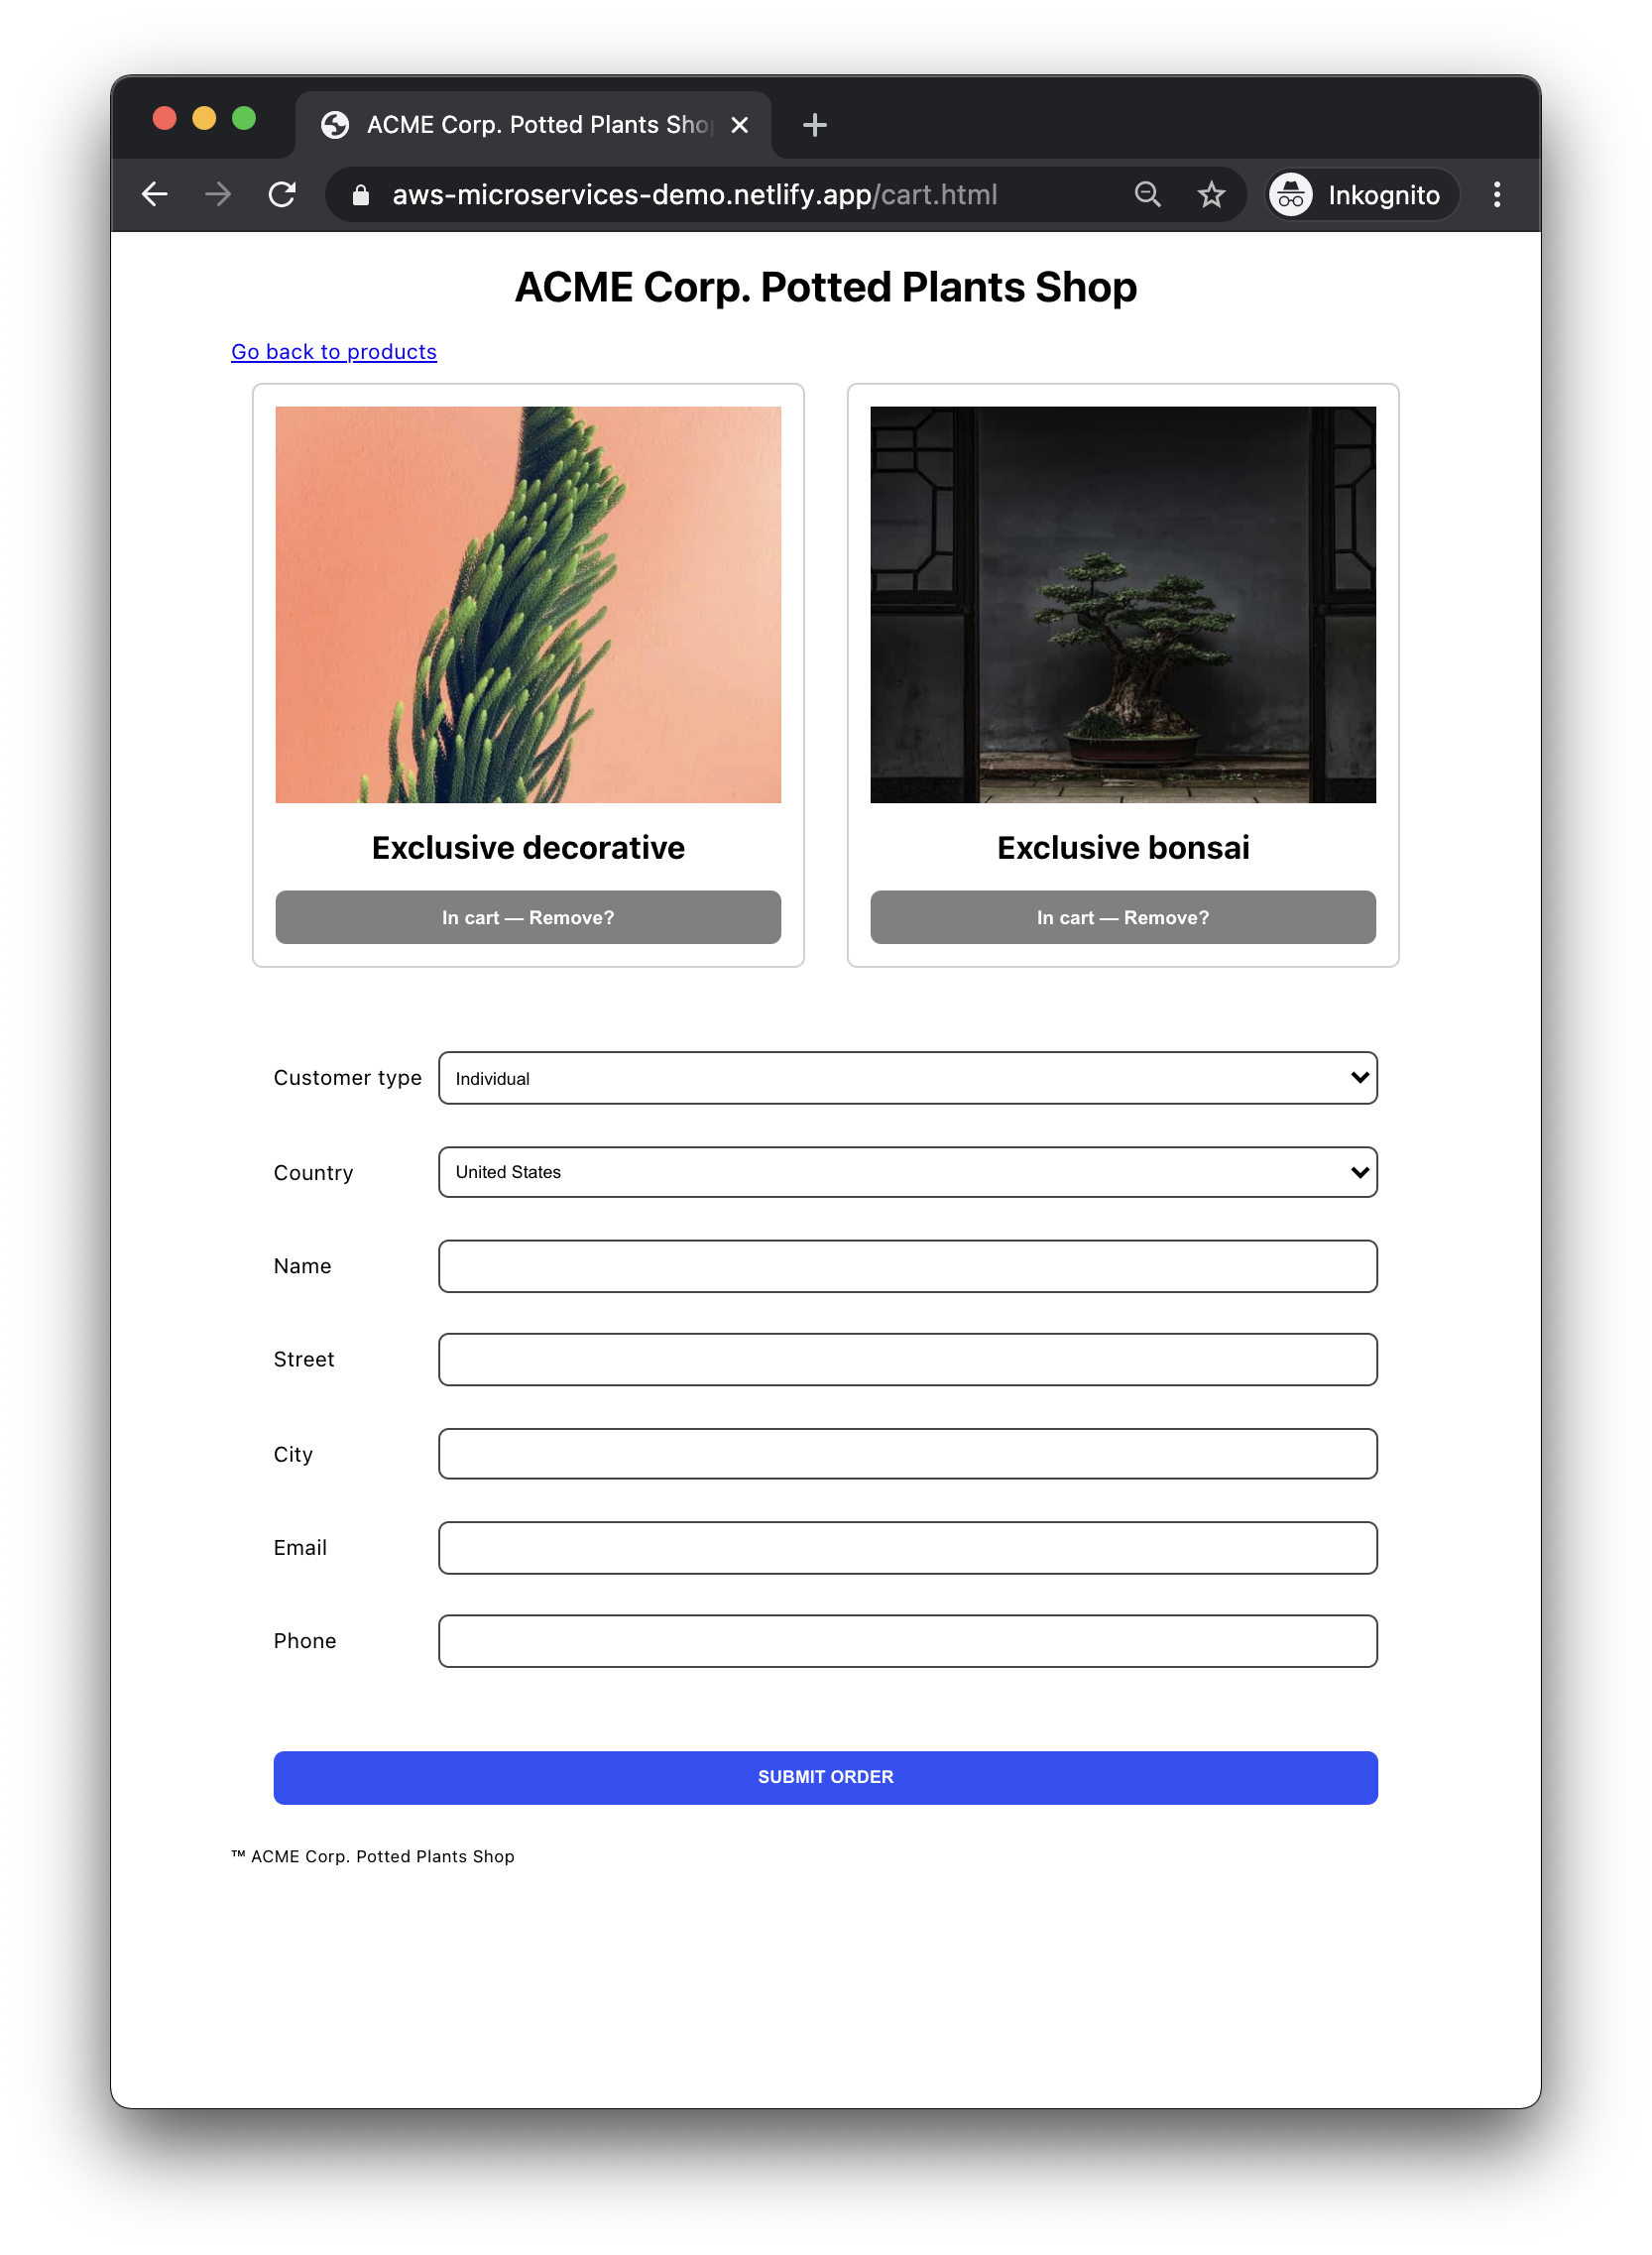 ACME Corp. Potted Plants Sho
aws-microservices-demo.netlify.app/cart.html
Inkognito
ACME Corp. Potted Plants Shop
Go back to products
Exclusive decorative
In cart — Remove?
Exclusive bonsai
In cart — Remove?
Customer type
Individual
Country
United States
Name
Street
City
Email
Phone
SUBMIT ORDER
™ ACME Corp. Potted Plants Shop